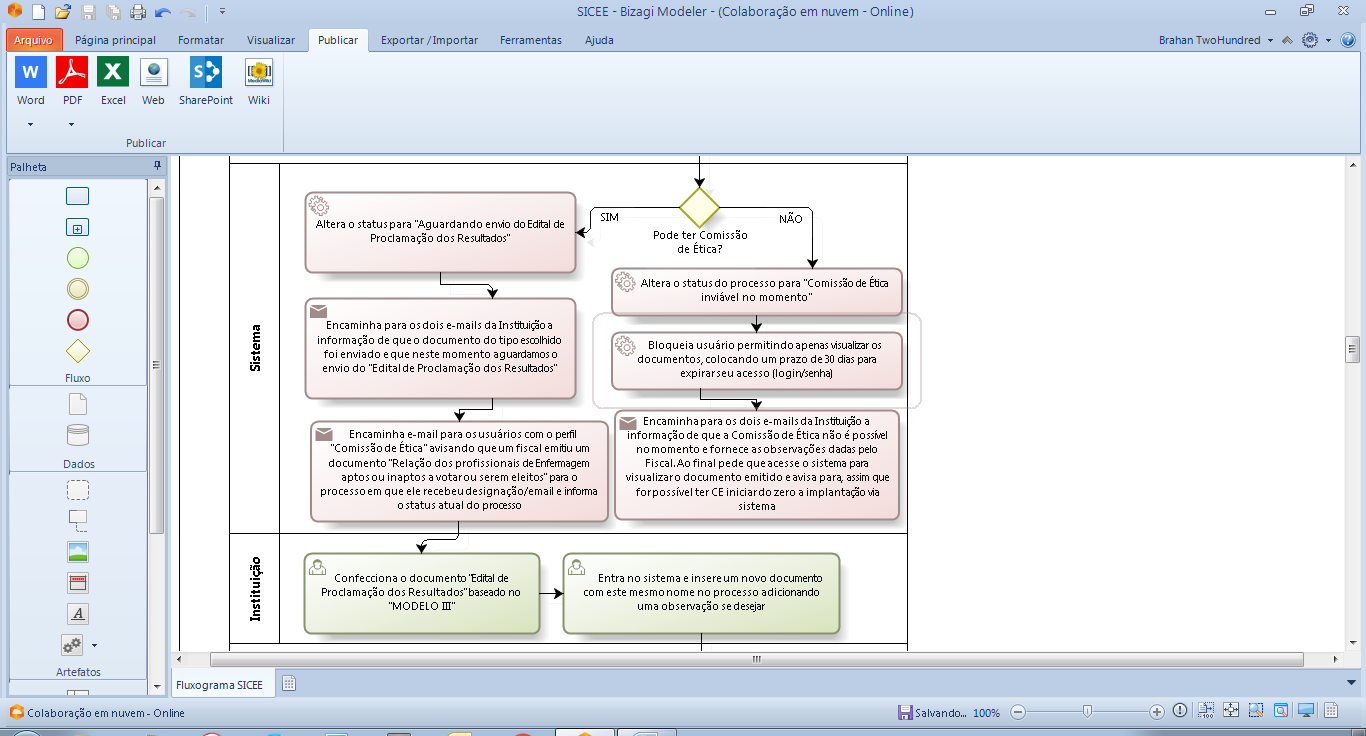 SICEE - Bizagi Modeler - (Colaboração em nuvem - Online)
Arquivo
Página principal
Formatar
Visualizar
Publicar
Exportar /Importar
Ferramentas
Ajuda
Brahan TwoHundred
Word
PDF
Excel
Web
SharePoint
Wiki
Publicar
Palheta
Fluxo
Dados
Artefatos
Sistema
SIM
NÃO
Pode ter Comissão
de Ética?
Altera o status para "Aguardando envio do Edital de
Proclamação dos Resultados"
Altera o status do processo para "Comissão de Ética
inviável no momento"
Encaminha para os dois e-mails da Instituição a
informação de que o documento do tipo escolhido
foi enviado e que neste momento aguardamos o
envio do "Edital de Proclamação dos Resultados"
Bloqueia usuário permitindo apenas visualizar os
documentos, colocando um prazo de 30 dias para
expirar seu acesso (login/senha)
Encaminha e-mail para os usuários com o perfil
"Comissão de Ética" avisando que um fiscal emitiu um
documento "Relação dos profissionais de Enfermagem
aptos ou inaptos a votar ou serem eleitos" para o
processo em que ele recebeu designação/email e informa
o status atual do processo
Encaminha para os dois e-mails da Instituição a
informação de que a Comissão de Ética não é possível
no momento e fornece as observações dadas pelo
Fiscal. Ao final pede que acesse o sistema para
visualizar o documento emitido e avisa para, assim que
for possível ter CE iniciar do zero a implantação via
sistema
Instituição
Confecciona o documento "Edital de
Proclamação dos Resultados" baseado no
"MODELO III"
Entra no sistema e insere um novo documento
com este mesmo nome no processo adicionando
uma observação se desejar
Fluxograma SICEE
Colaboração em nuvem - Online
Salvando...
100%